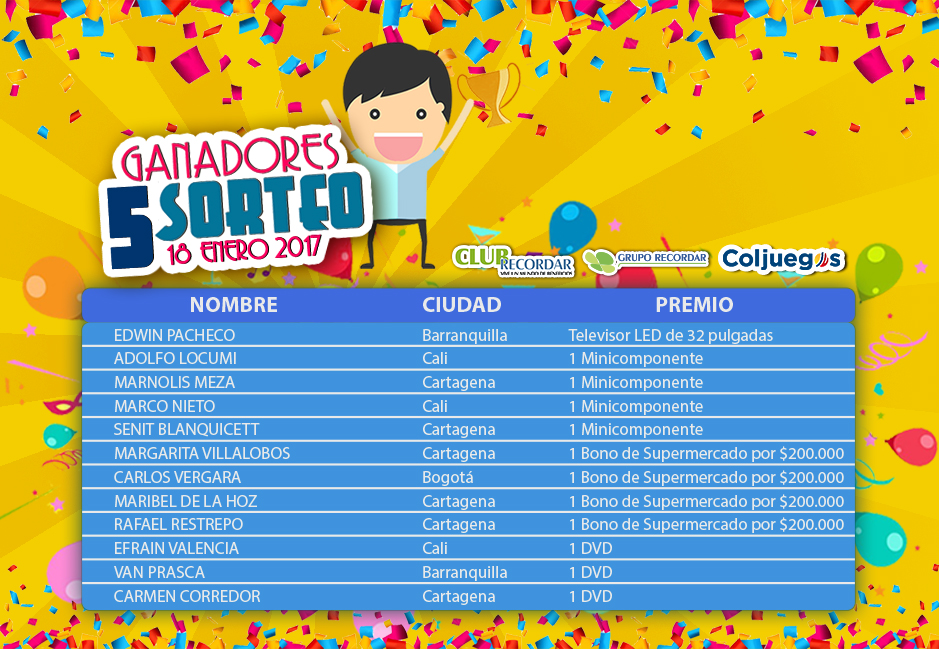 GANADORES
5 SORTEO
18 ENERO 2017
CLUB RECORDAR
VIVE UN MUNDO DE BENEFICIOS
GRUPO RECORDAR
Coljuegos
NOMBRE CIUDAD PREMIO
EDWIN PACHECO Barranquilla Televisor LED de 32 pulgadas
ADOLFO LOCUMI Cali 1 Minicomponente
MARNOLIS MEZA Cartagena 1 Minicomponente
MARCO NIETO Cali 1 Minicomponente
SENIT BLANQUICETT Cartagena 1 Minicomponente
MARGARITA VILLALOBOS Cartagena 1 Bono de Supermercado por $200.000
CARLOS VERGARA Bogotá 1 Bono de Supermercado por $200.000
MARIBEL DE LA HOZ Cartagena 1 Bono de Supermercado por $200.000
RAFAEL RESTREPO Cartagena 1 Bono de Supermercado por $200.000
EFRAIN VALENCIA Cali 1 DVD
VAN PRASCA Barranquilla 1 DVD
CARMEN CORREDOR Cartagena 1 DVD